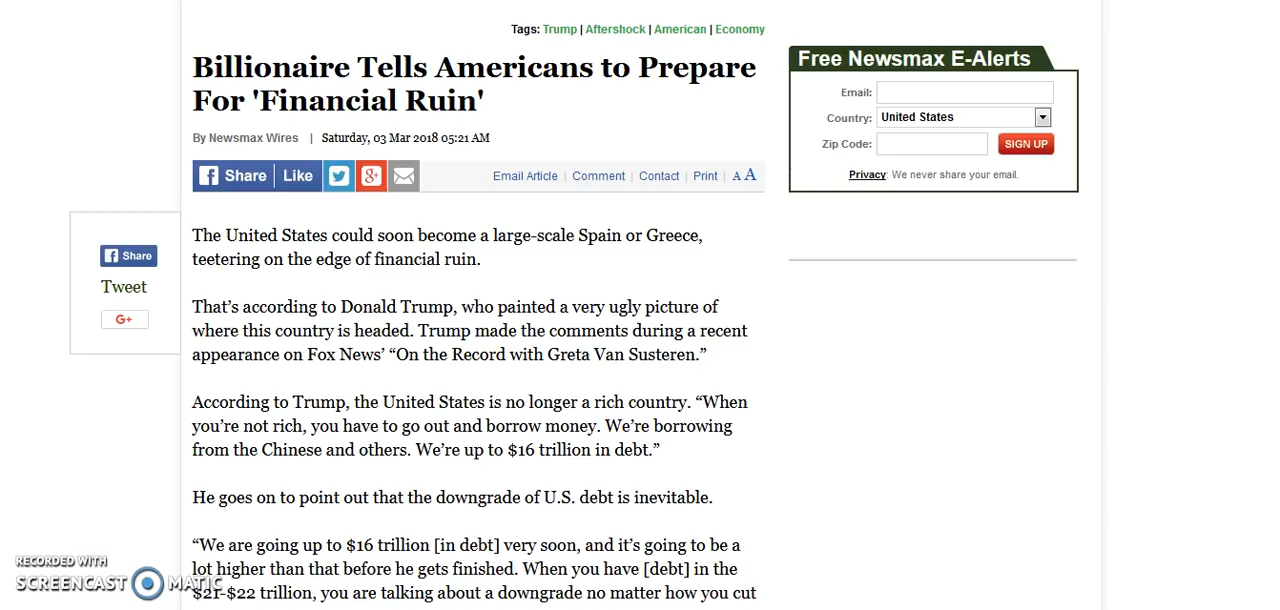 Tags: Trump | Aftershock | American | Economy
Billionaire Tells Americans to Prepare
For 'Financial Ruin'
By Newsmax Wires | Saturday, 03 Mar 2018 05:21 AM
Share Like
Email Article | Comment | Contact | Print | A A
The United States could soon become a large-scale Spain or Greece,
teetering on the edge of financial ruin.
That’s according to Donald Trump, who painted a very ugly picture of
where this country is headed. Trump made the comments during a recent
appearance on Fox News’ “On the Record with Greta Van Susteren.”
According to Trump, the United States is no longer a rich country. “When
you’re not rich, you have to go out and borrow money. We’re borrowing
from the Chinese and others. We’re up to $16 trillion in debt.”
He goes on to point out that the downgrade of U.S. debt is inevitable.
“We are going up to $16 trillion [in debt] very soon, and it’s going to be a
lot higher than that before he gets finished. When you have [debt] in the
$21-$22 trillion, you are talking about a downgrade no matter how you cut
Free Newsmax E-Alerts
Email:
Country: United States
Zip Code: SIGN UP
Privacy: We never share your email.
Share
Tweet
G+
RECORDED WITH
SCREENCAST MATIC